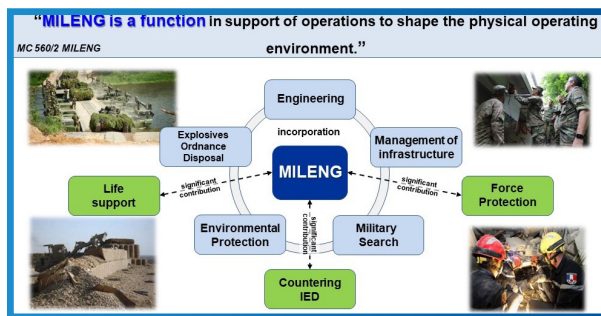 “MILENG is a function in support of operations to shape the physical operating
environment.”
MC 560/2 MILENG
Engineering
incorporation
Explosives
Ordnance
Disposal
Management of
infrastructure
MILENG
Life
support
significant
contribution
significant
contribution
Force
Protection
Environmental
Protection
significant
contribution
Military
Search
Countering
IED